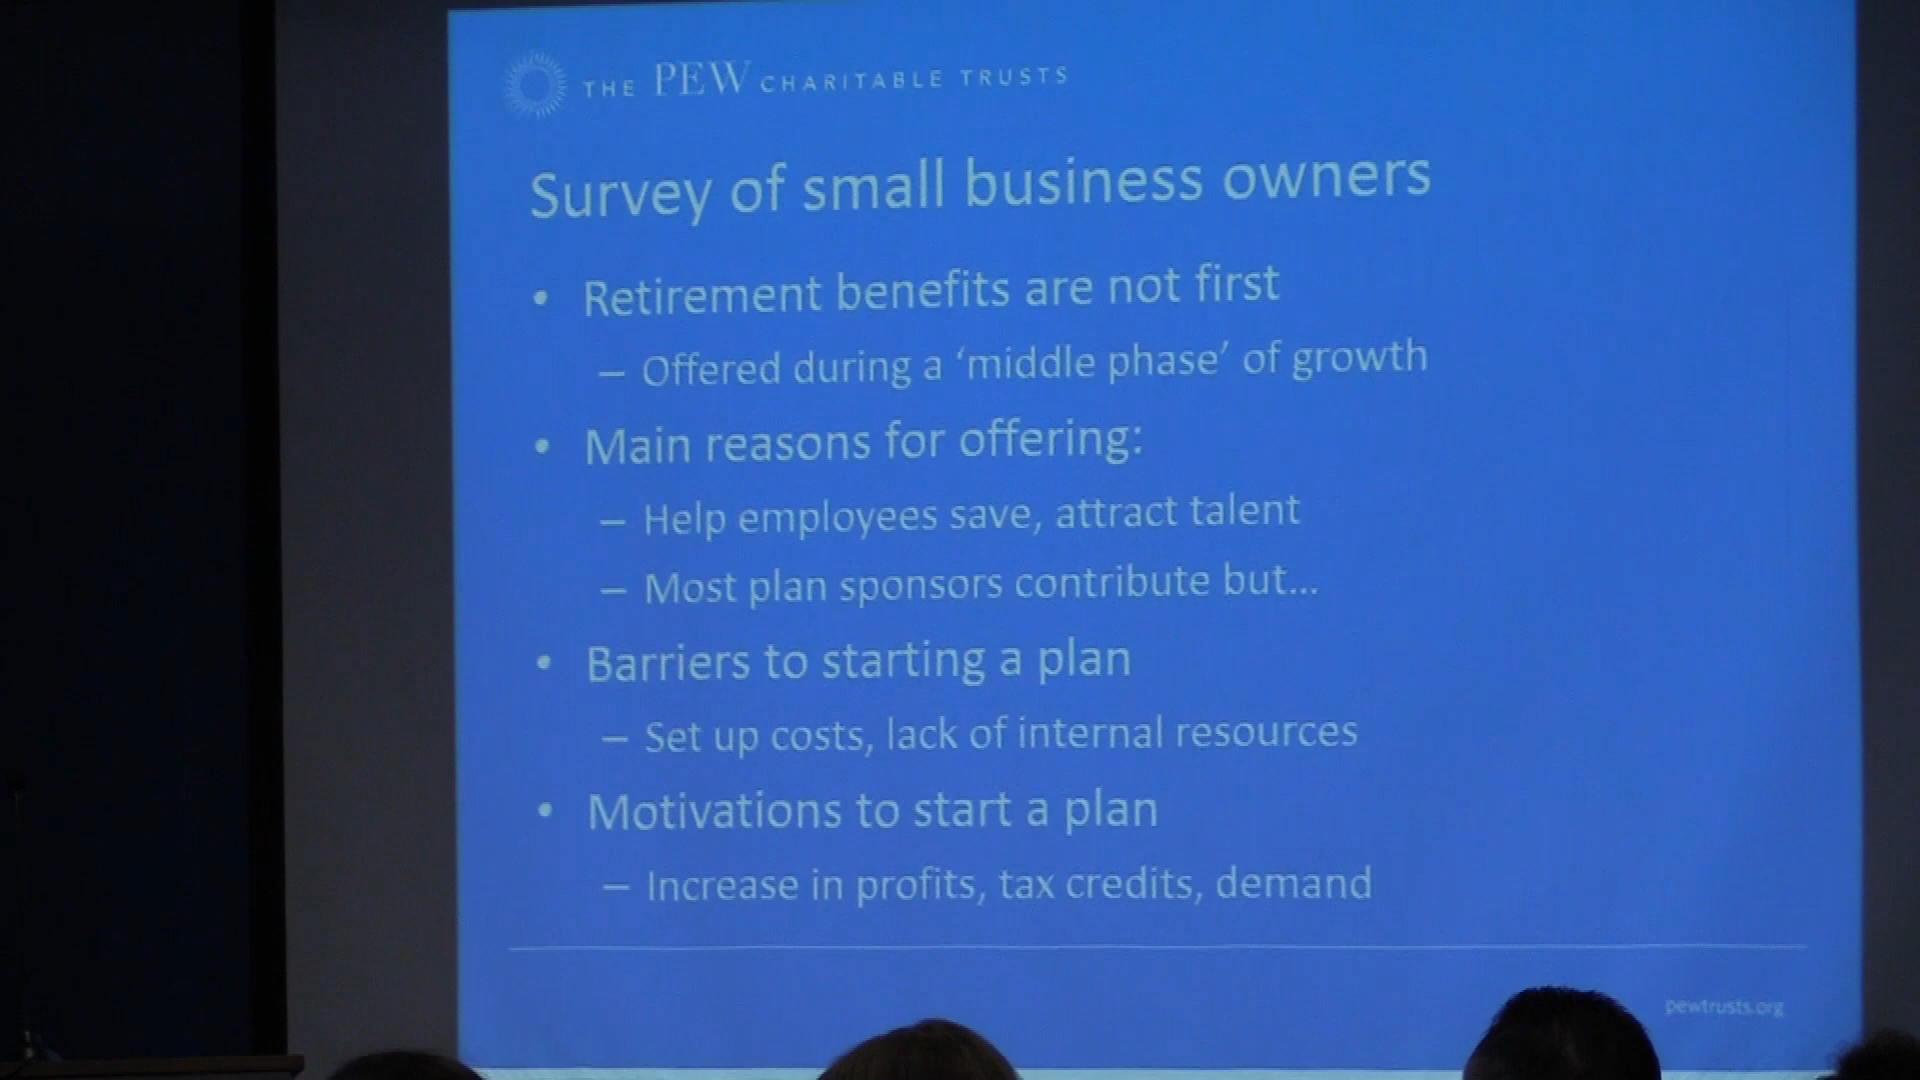 THE PEW CHARITABLE TRUSTS
Survey of small business owners
• Retirement benefits are not first
– Offered during a ‘middle phase’ of growth
• Main reasons for offering:
– Help employees save, attract talent
– Most plan sponsors contribute but...
• Barriers to starting a plan
– Set up costs, lack of internal resources
• Motivations to start a plan
– Increase in profits, tax credits, demand
pewtrusts.org